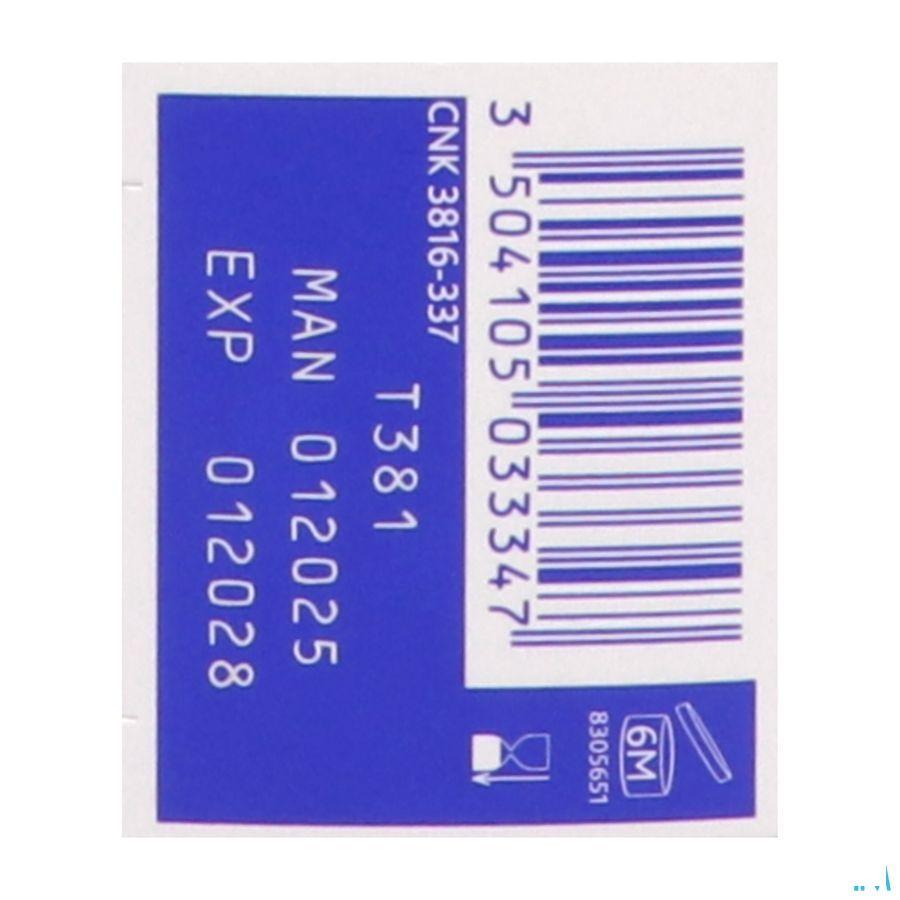 3 504105 033347
CNK 3816-337
T381
MAN 012025
EXP 012028
6M
8305651